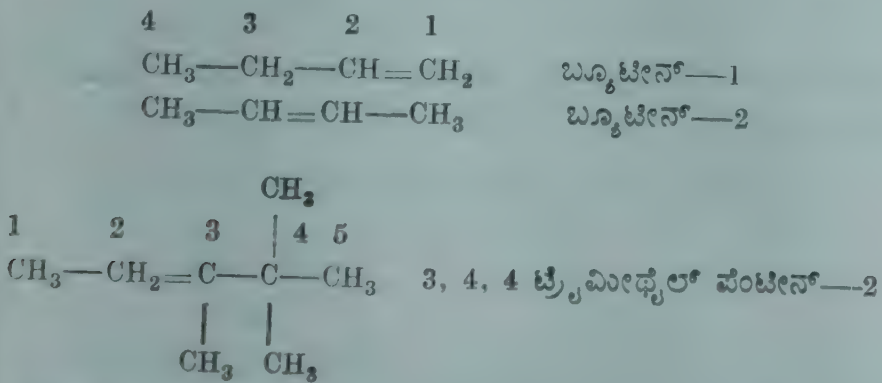 4 3 2 1
CH₃—CH₂—CH=CH₂ ಬ್ಯೂಟೀನ್—1
CH₃—CH=CH—CH₃ ಬ್ಯೂಟೀನ್—2
CH₃
1 2 3 | 4 5
CH₃—CH₂=C—C—CH₃ 3, 4, 4 ಟ್ರೈಮೀಥೈಲ್ ಪೆಂಟೀನ್—2
| |
CH₃ CH₃